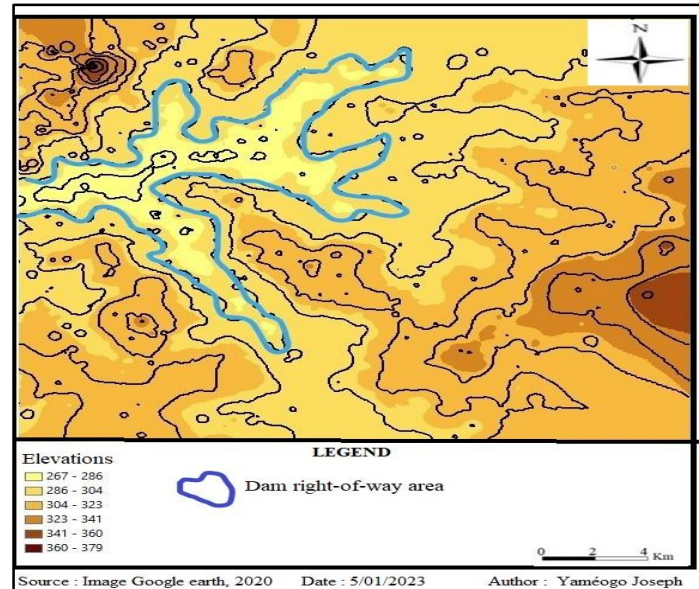 N
LEGEND
Elevations
267 - 286
286 - 304
304 - 323
323 - 341
341 - 360
360 - 379
Dam right-of-way area
0 2 4
Km
Source : Image Google earth, 2020 Date : 5/01/2023 Author : Yaméogo Joseph